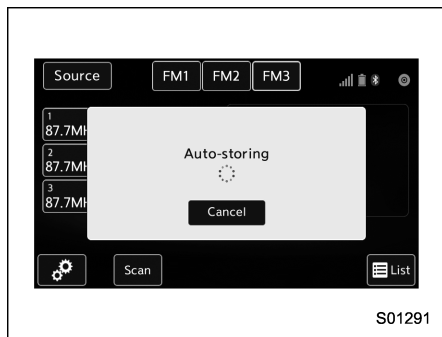 Source
FM1 FM2 FM3
1
87.7MH
2
87.7MH
3
87.7MH
Auto-storing
Cancel
Scan
List
S01291